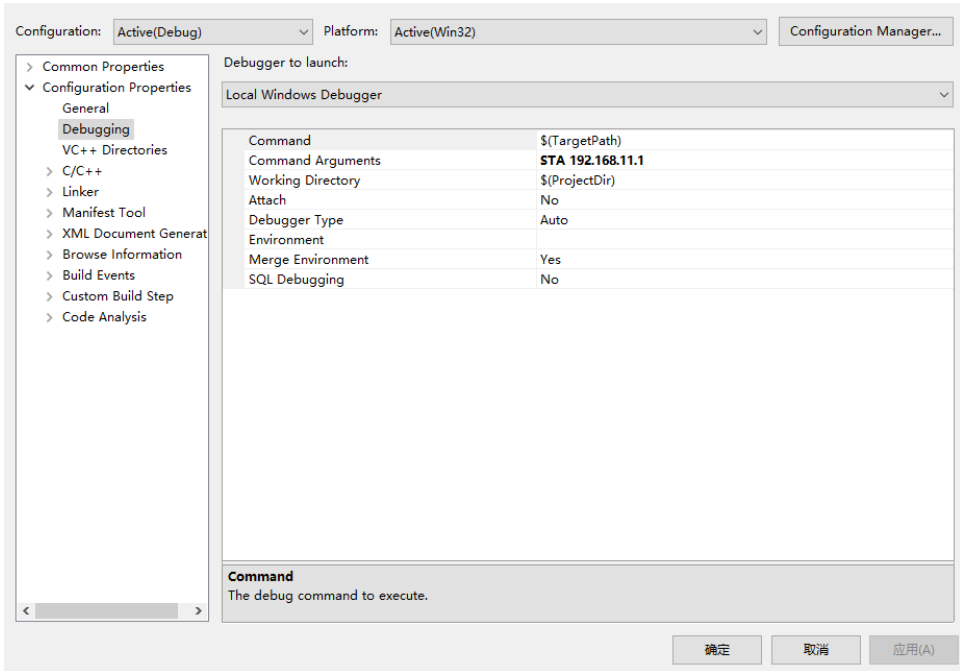 Configuration: Active(Debug) Platform: Active(Win32) Configuration Manager...
Common Properties
Configuration Properties
General
Debugging
VC++ Directories
C/C++
Linker
Manifest Tool
XML Document Generat
Browse Information
Build Events
Custom Build Step
Code Analysis
Debugger to launch:
Local Windows Debugger
Command $(TargetPath)
Command Arguments STA 192.168.11.1
Working Directory $(ProjectDir)
Attach No
Debugger Type Auto
Environment
Merge Environment Yes
SQL Debugging No
Command
The debug command to execute.
确定 取消 应用(A)